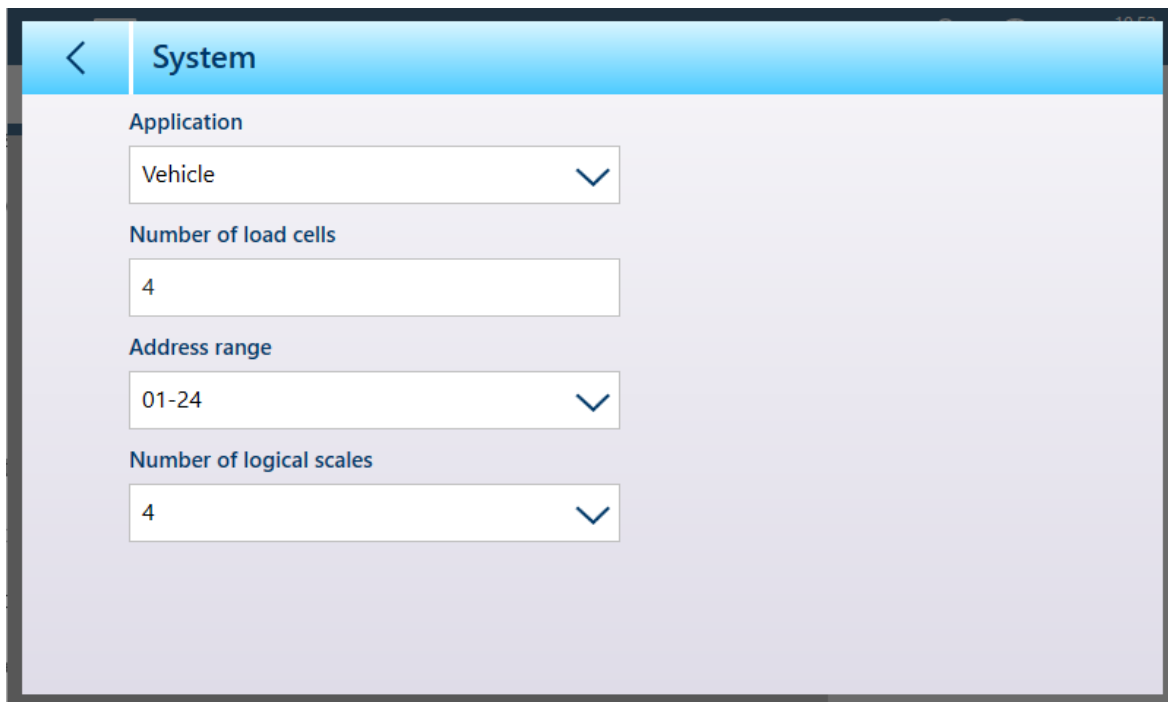 System
Application
Vehicle
Number of load cells
4
Address range
01-24
Number of logical scales
4